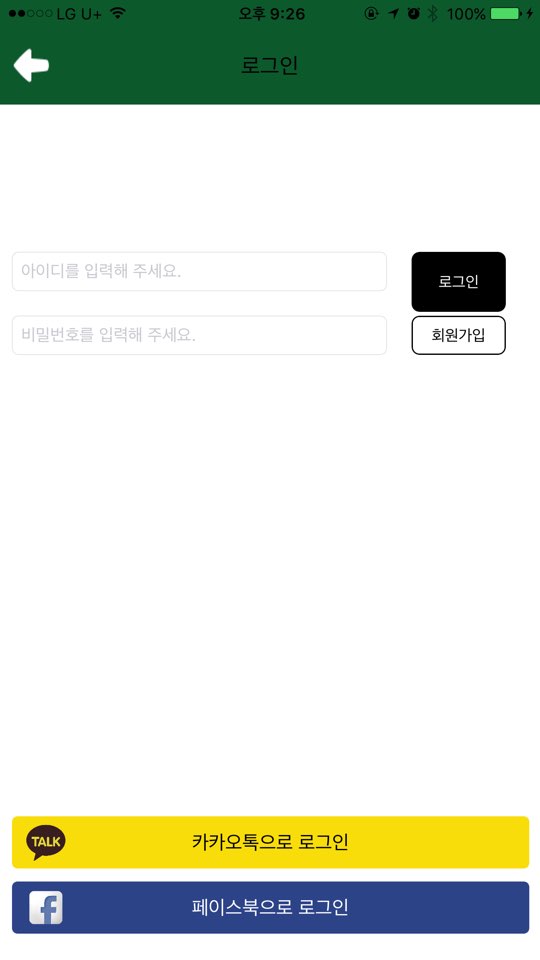 LG U+ 오후 9:26 100%
로그인
아이디를 입력해 주세요.
로그인
비밀번호를 입력해 주세요.
회원가입
TALK 카카오톡으로 로그인
f 페이스북으로 로그인